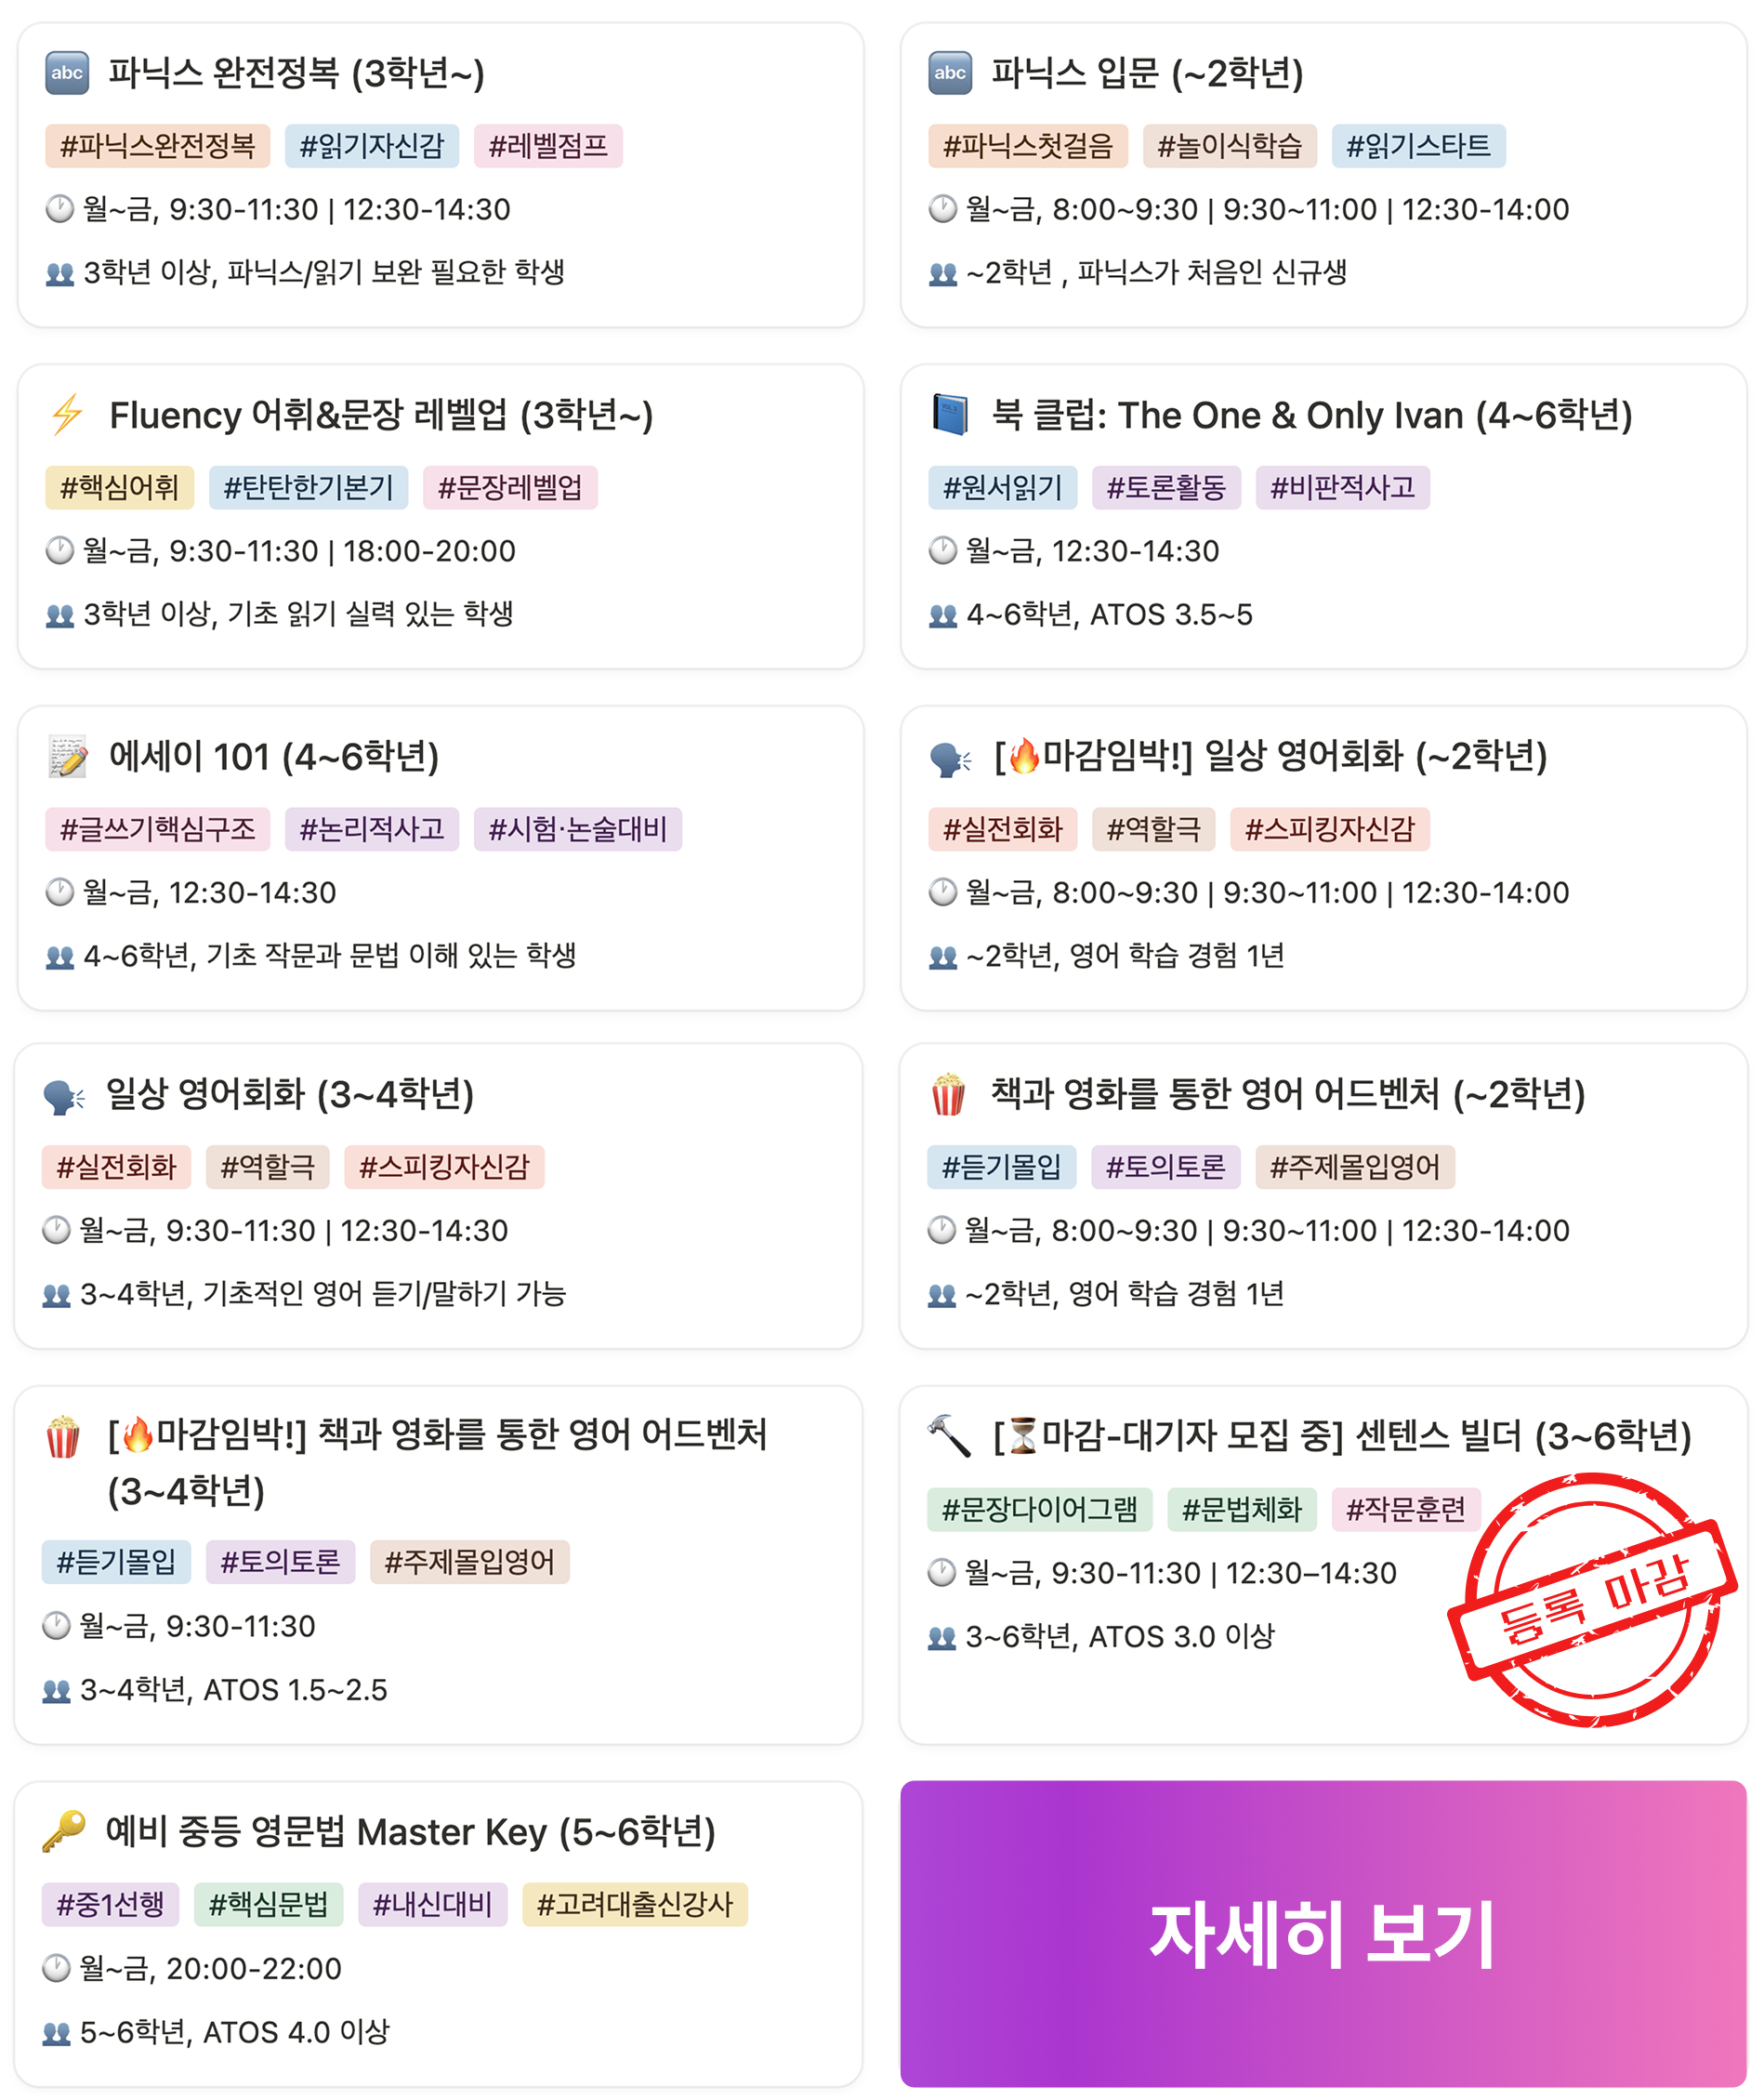 abc 파닉스 완전정복 (3학년~)
#파닉스완전정복 #읽기자신감 #레벨점프
월~금, 9:30-11:30 | 12:30-14:30
3학년 이상, 파닉스/읽기 보완 필요한 학생
abc 파닉스 입문 (~2학년)
#파닉스첫걸음 #놀이식학습 #읽기스타트
월~금, 8:00~9:30 | 9:30~11:00 | 12:30-14:00
~2학년 , 파닉스가 처음인 신규생
Fluency 어휘&문장 레벨업 (3학년~)
#핵심어휘 #탄탄한기본기 #문장레벨업
월~금, 9:30-11:30 | 18:00-20:00
3학년 이상, 기초 읽기 실력 있는 학생
북 클럽: The One & Only Ivan (4~6학년)
#원서읽기 #토론활동 #비판적사고
월~금, 12:30-14:30
4~6학년, ATOS 3.5~5
에세이 101 (4~6학년)
#글쓰기핵심구조 #논리적사고 #시험·논술대비
월~금, 12:30-14:30
4~6학년, 기초 작문과 문법 이해 있는 학생
[🔥마감임박!] 일상 영어회화 (~2학년)
#실전회화 #역할극 #스피킹자신감
월~금, 8:00~9:30 | 9:30~11:00 | 12:30-14:00
~2학년, 영어 학습 경험 1년
일상 영어회화 (3~4학년)
#실전회화 #역할극 #스피킹자신감
월~금, 9:30-11:30 | 12:30-14:30
3~4학년, 기초적인 영어 듣기/말하기 가능
책과 영화를 통한 영어 어드벤처 (~2학년)
#듣기몰입 #토의토론 #주제몰입영어
월~금, 8:00~9:30 | 9:30~11:00 | 12:30-14:00
~2학년, 영어 학습 경험 1년
[🔥마감임박!] 책과 영화를 통한 영어 어드벤처
(3~4학년)
#듣기몰입 #토의토론 #주제몰입영어
월~금, 9:30-11:30
3~4학년, ATOS 1.5~2.5
[⏳마감-대기자 모집 중] 센텐스 빌더 (3~6학년)
#문장다이어그램 #문법체화 #작문훈련
월~금, 9:30-11:30 | 12:30–14:30
3~6학년, ATOS 3.0 이상
등록 마감
예비 중등 영문법 Master Key (5~6학년)
#중1선행 #핵심문법 #내신대비 #고려대출신강사
월~금, 20:00-22:00
5~6학년, ATOS 4.0 이상
자세히 보기